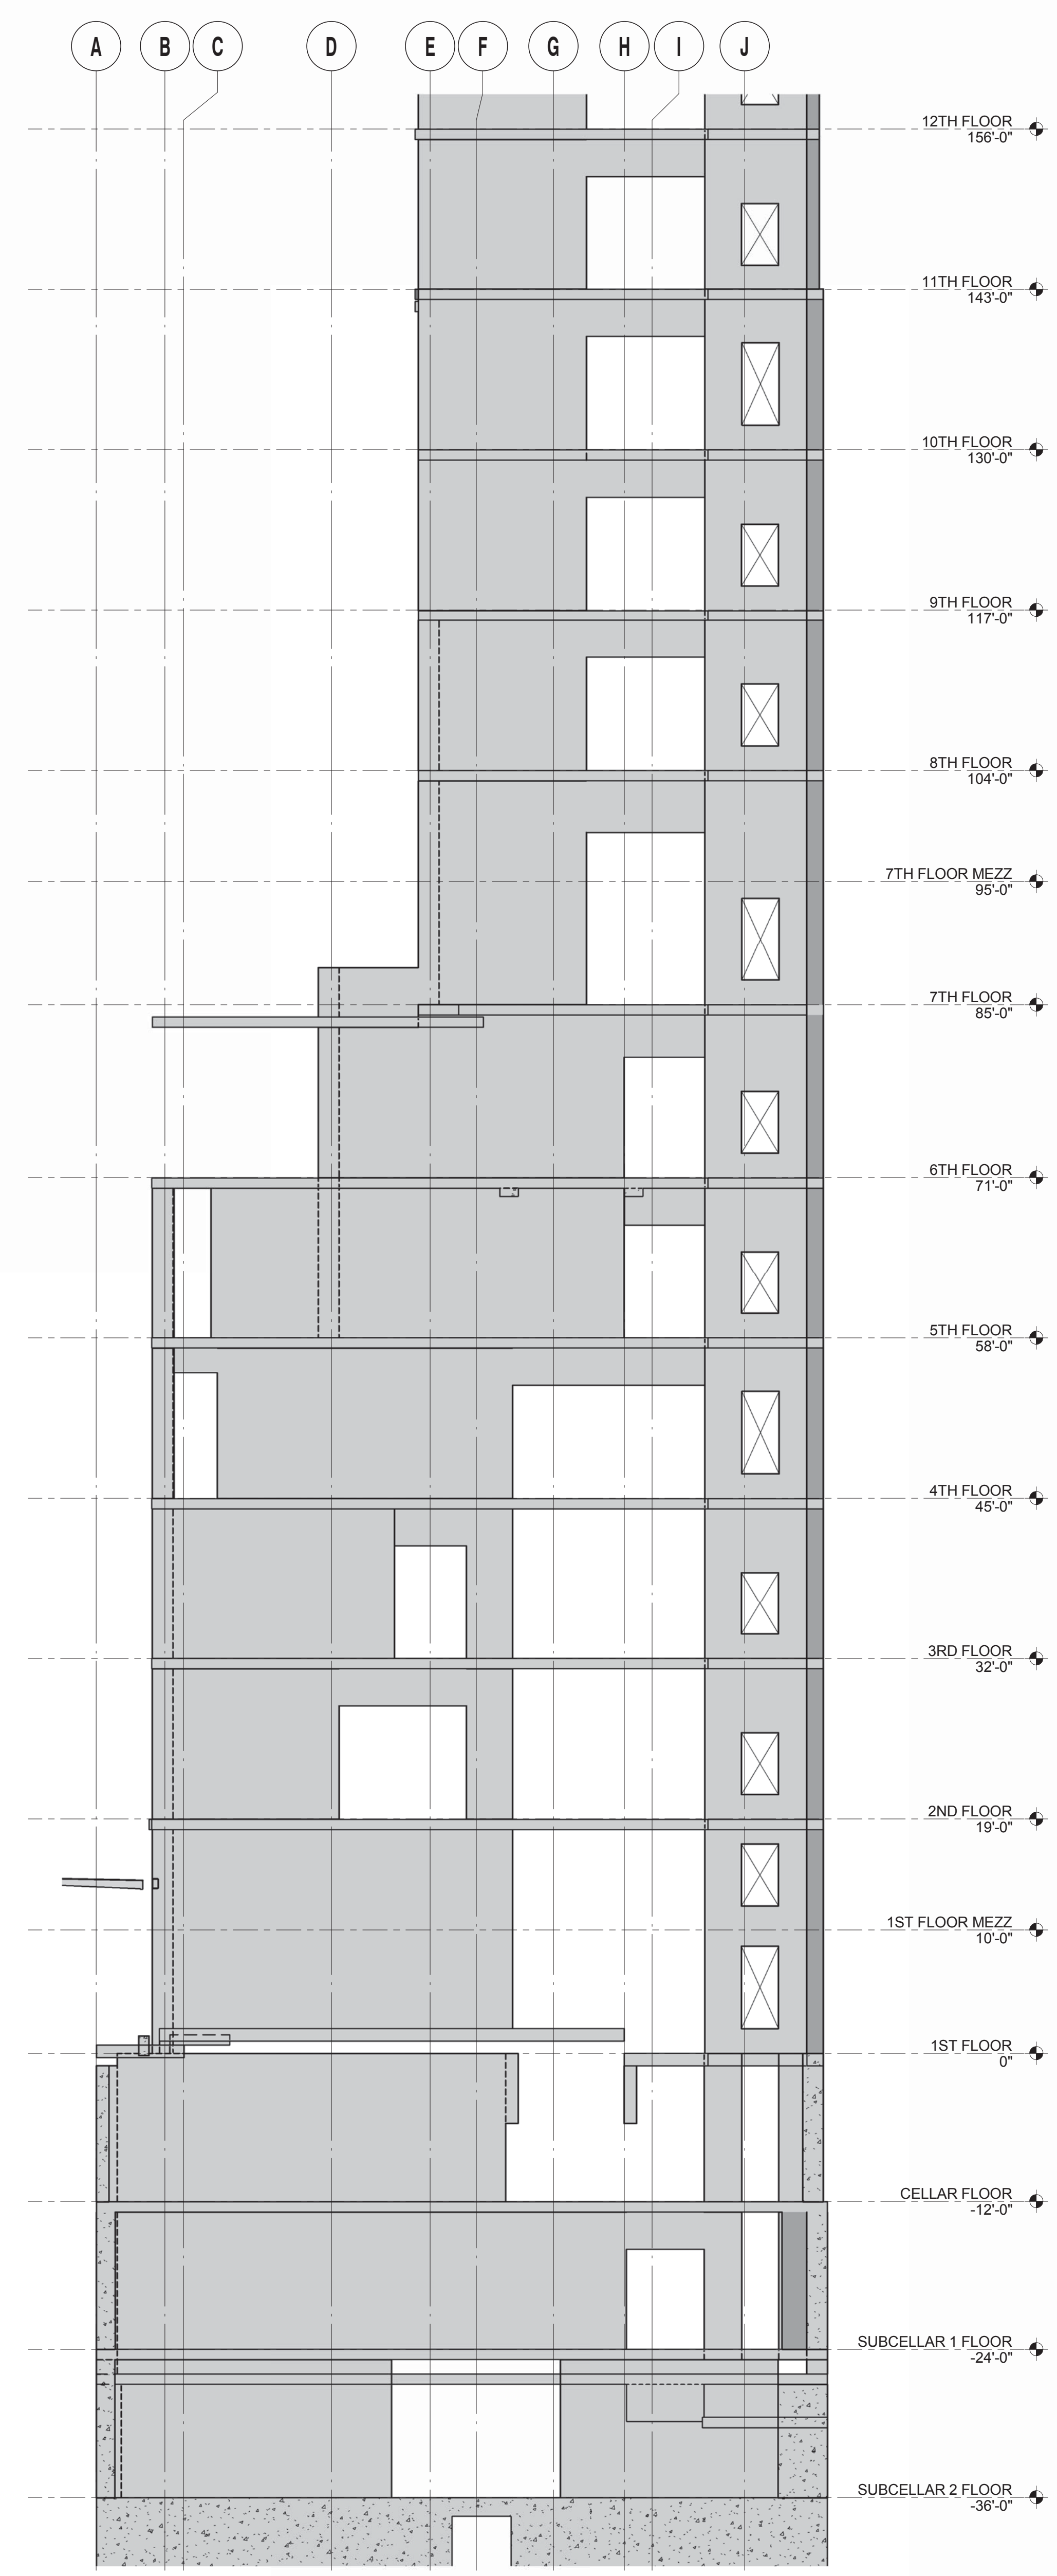 A B C D E F G H I J
12TH FLOOR
156'-0"
11TH FLOOR
143'-0"
10TH FLOOR
130'-0"
9TH FLOOR
117'-0"
8TH FLOOR
104'-0"
7TH FLOOR MEZZ
95'-0"
7TH FLOOR
85'-0"
6TH FLOOR
71'-0"
5TH FLOOR
58'-0"
4TH FLOOR
45'-0"
3RD FLOOR
32'-0"
2ND FLOOR
19'-0"
1ST FLOOR MEZZ
10'-0"
1ST FLOOR
0"
CELLAR FLOOR
-12'-0"
SUBCELLAR 1 FLOOR
-24'-0"
SUBCELLAR 2 FLOOR
-36'-0"